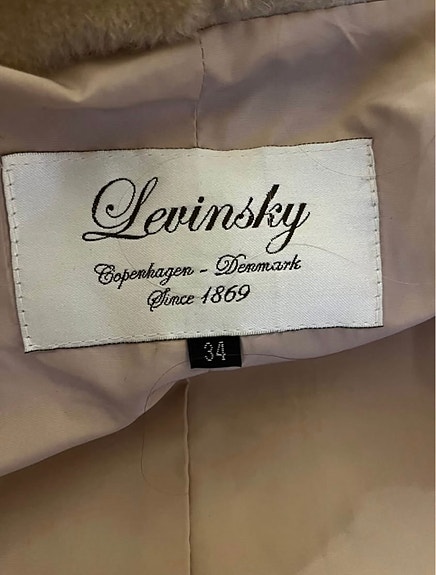 Levinsky
Copenhagen - Denmark
Since 1869
34